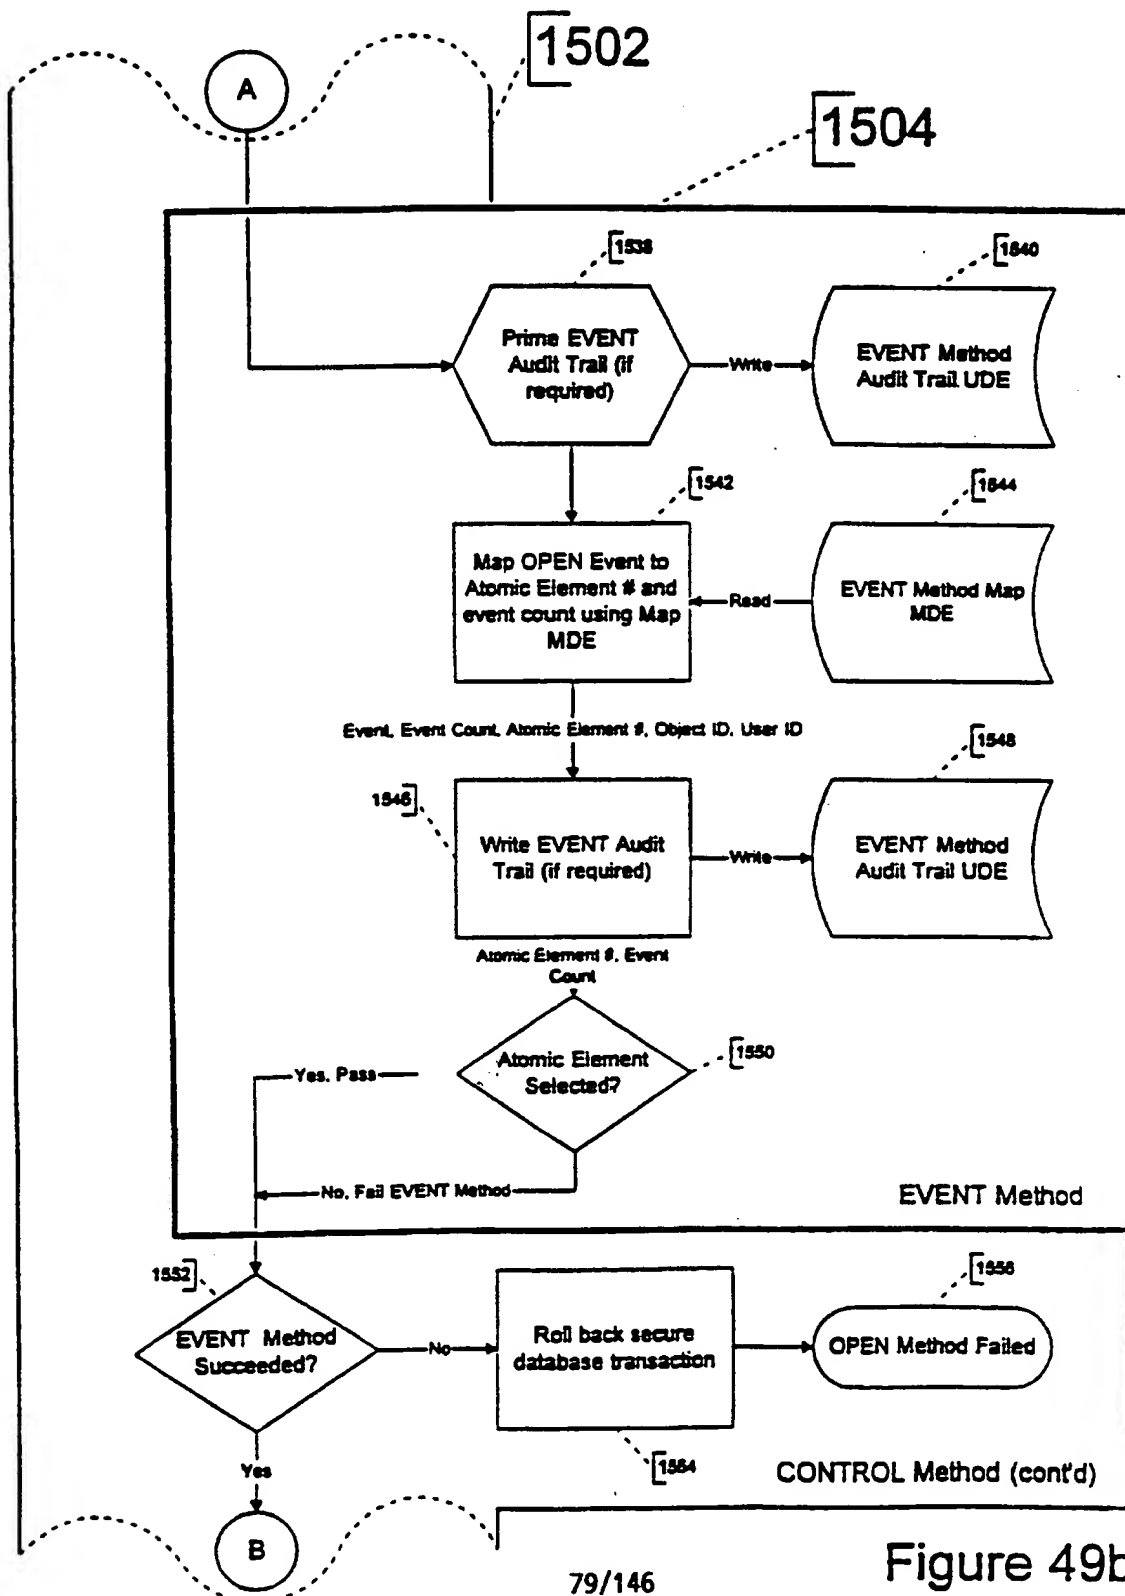 1502
A
1504
1538
1540
Prime EVENT
Audit Trail (if
required)
Write
EVENT Method
Audit Trail UDE
1542
1544
Map OPEN Event to
Atomic Element # and
event count using Map
MDE
Read
EVENT Method Map
MDE
Event, Event Count, Atomic Element #, Object ID, User ID
1548
1546
Write EVENT Audit
Trail (if required)
Write
EVENT Method
Audit Trail UDE
Atomic Element #, Event
Count
1550
Atomic Element
Selected?
Yes, Pass
No, Fail EVENT Method
EVENT Method
1552
1556
EVENT Method
Succeeded?
No
Roll back secure
database transaction
OPEN Method Failed
Yes
1554
CONTROL Method (cont'd)
B
Figure 49b
79/146